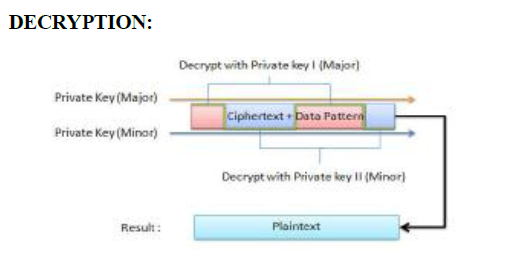 DECRYPTION:
Decrypt with Private key I (Major)
Private Key(Major)
Ciphertext + Data Pattern
Private Key(Minor)
Decrypt with Private key II (Minor)
Result :
Plaintext